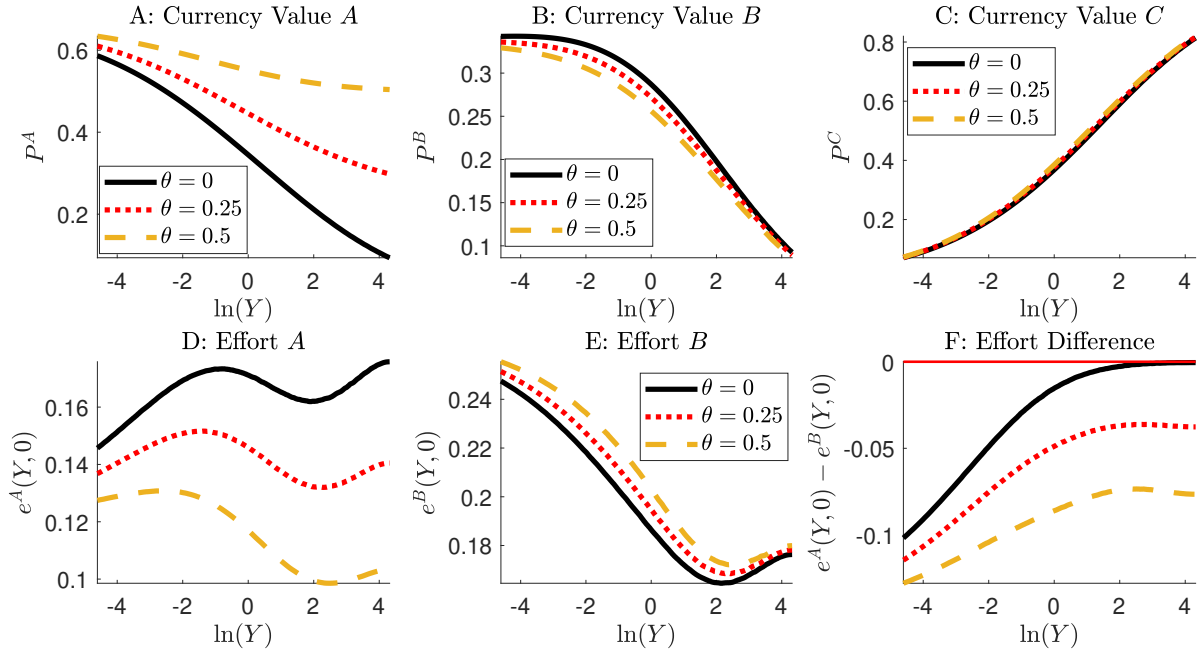 A: Currency Value A
P^A
0.6
0.4
0.2
θ = 0
θ = 0.25
θ = 0.5
-4 -2 0 2 4
ln(Y)
B: Currency Value B
P^B
0.3
0.25
0.2
0.15
0.1
θ = 0
θ = 0.25
θ = 0.5
-4 -2 0 2 4
ln(Y)
C: Currency Value C
P^C
0.8
0.6
0.4
0.2
θ = 0
θ = 0.25
θ = 0.5
-4 -2 0 2 4
ln(Y)
D: Effort A
e^A(Y, 0)
0.16
0.14
0.12
0.1
-4 -2 0 2 4
ln(Y)
E: Effort B
e^B(Y, 0)
0.24
0.22
0.2
0.18
θ = 0
θ = 0.25
θ = 0.5
-4 -2 0 2 4
ln(Y)
F: Effort Difference
e^A(Y, 0) − e^B(Y, 0)
0
-0.05
-0.1
-4 -2 0 2 4
ln(Y)